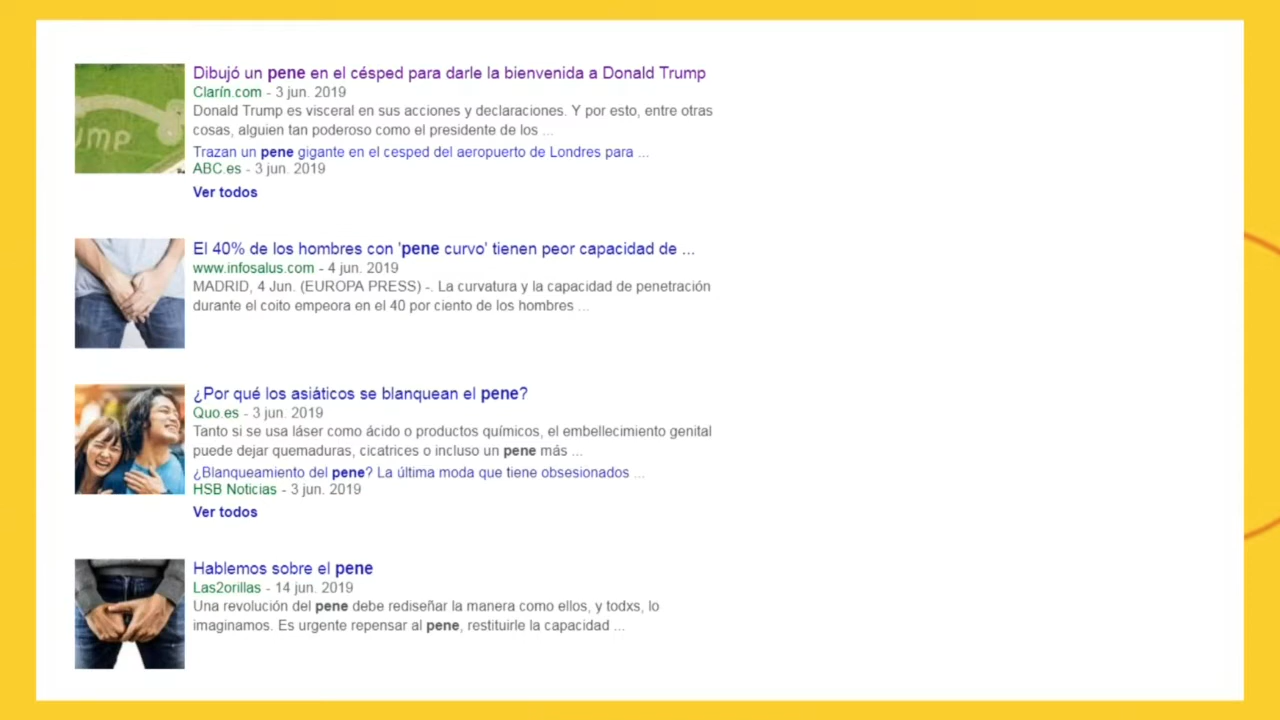 Dibujó un pene en el césped para darle la bienvenida a Donald Trump
Clarín.com - 3 jun. 2019
Donald Trump es visceral en sus acciones y declaraciones. Y por esto, entre otras
cosas, alguien tan poderoso como el presidente de los ...
Trazan un pene gigante en el cesped del aeropuerto de Londres para ...
ABC.es - 3 jun. 2019
Ver todos
UMP
El 40% de los hombres con 'pene curvo' tienen peor capacidad de ...
www.infosalus.com - 4 jun. 2019
MADRID, 4 Jun. (EUROPA PRESS) -. La curvatura y la capacidad de penetración
durante el coito empeora en el 40 por ciento de los hombres ...
¿Por qué los asiáticos se blanquean el pene?
Quo.es - 3 jun. 2019
Tanto si se usa láser como ácido o productos químicos, el embellecimiento genital
puede dejar quemaduras, cicatrices o incluso un pene más ...
¿Blanqueamiento del pene? La última moda que tiene obsesionados ...
HSB Noticias - 3 jun. 2019
Ver todos
Hablemos sobre el pene
Las2orillas - 14 jun. 2019
Una revolución del pene debe rediseñar la manera como ellos, y todxs, lo
imaginamos. Es urgente repensar al pene, restituirle la capacidad ...